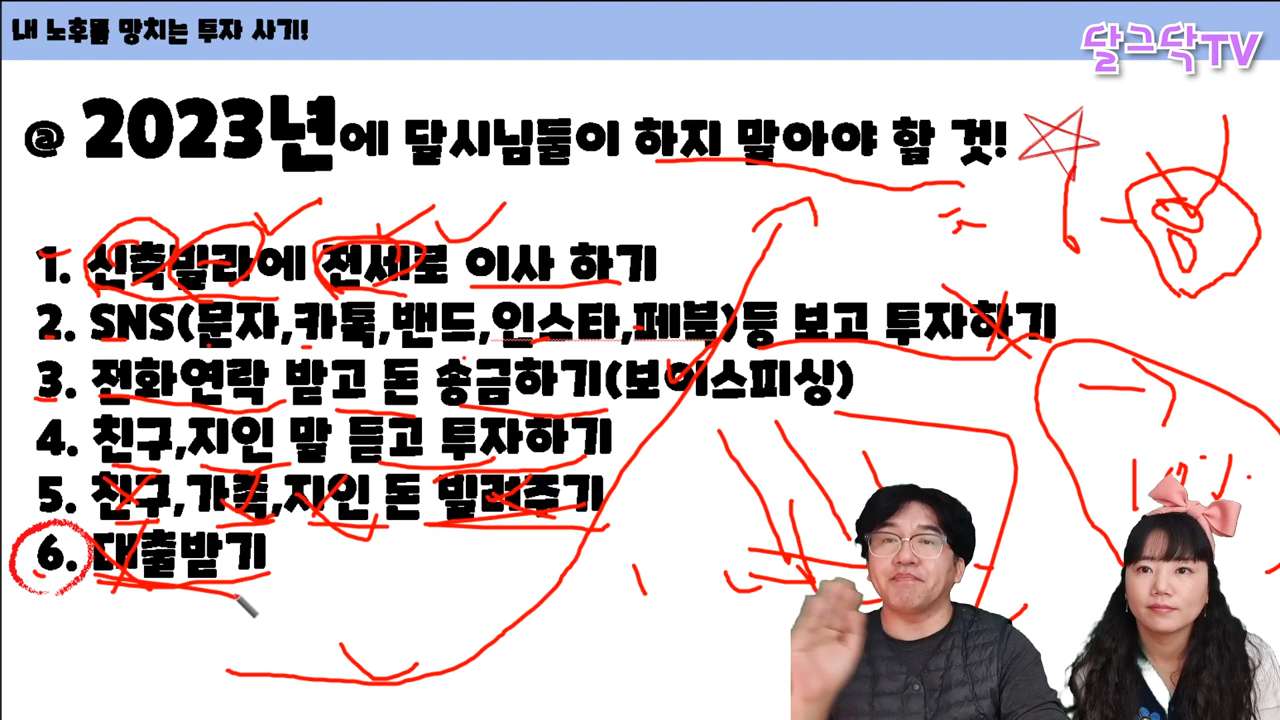 내 노후를 망치는 투자 사기!
달그닥TV
@ 2023년에 닫시님들이 하지 말아야 할 것!
1. 신축빌라에 전세로 이사 하기
2. SNS(문자,카톡,밴드,인스타,페북)등 보고 투자하기
3. 전화연락 받고 돈 송금하기(보이스피싱)
4. 친구,지인 말 듣고 투자하기
5. 친구,가족,지인 돈 빌려주기
6. 대출받기